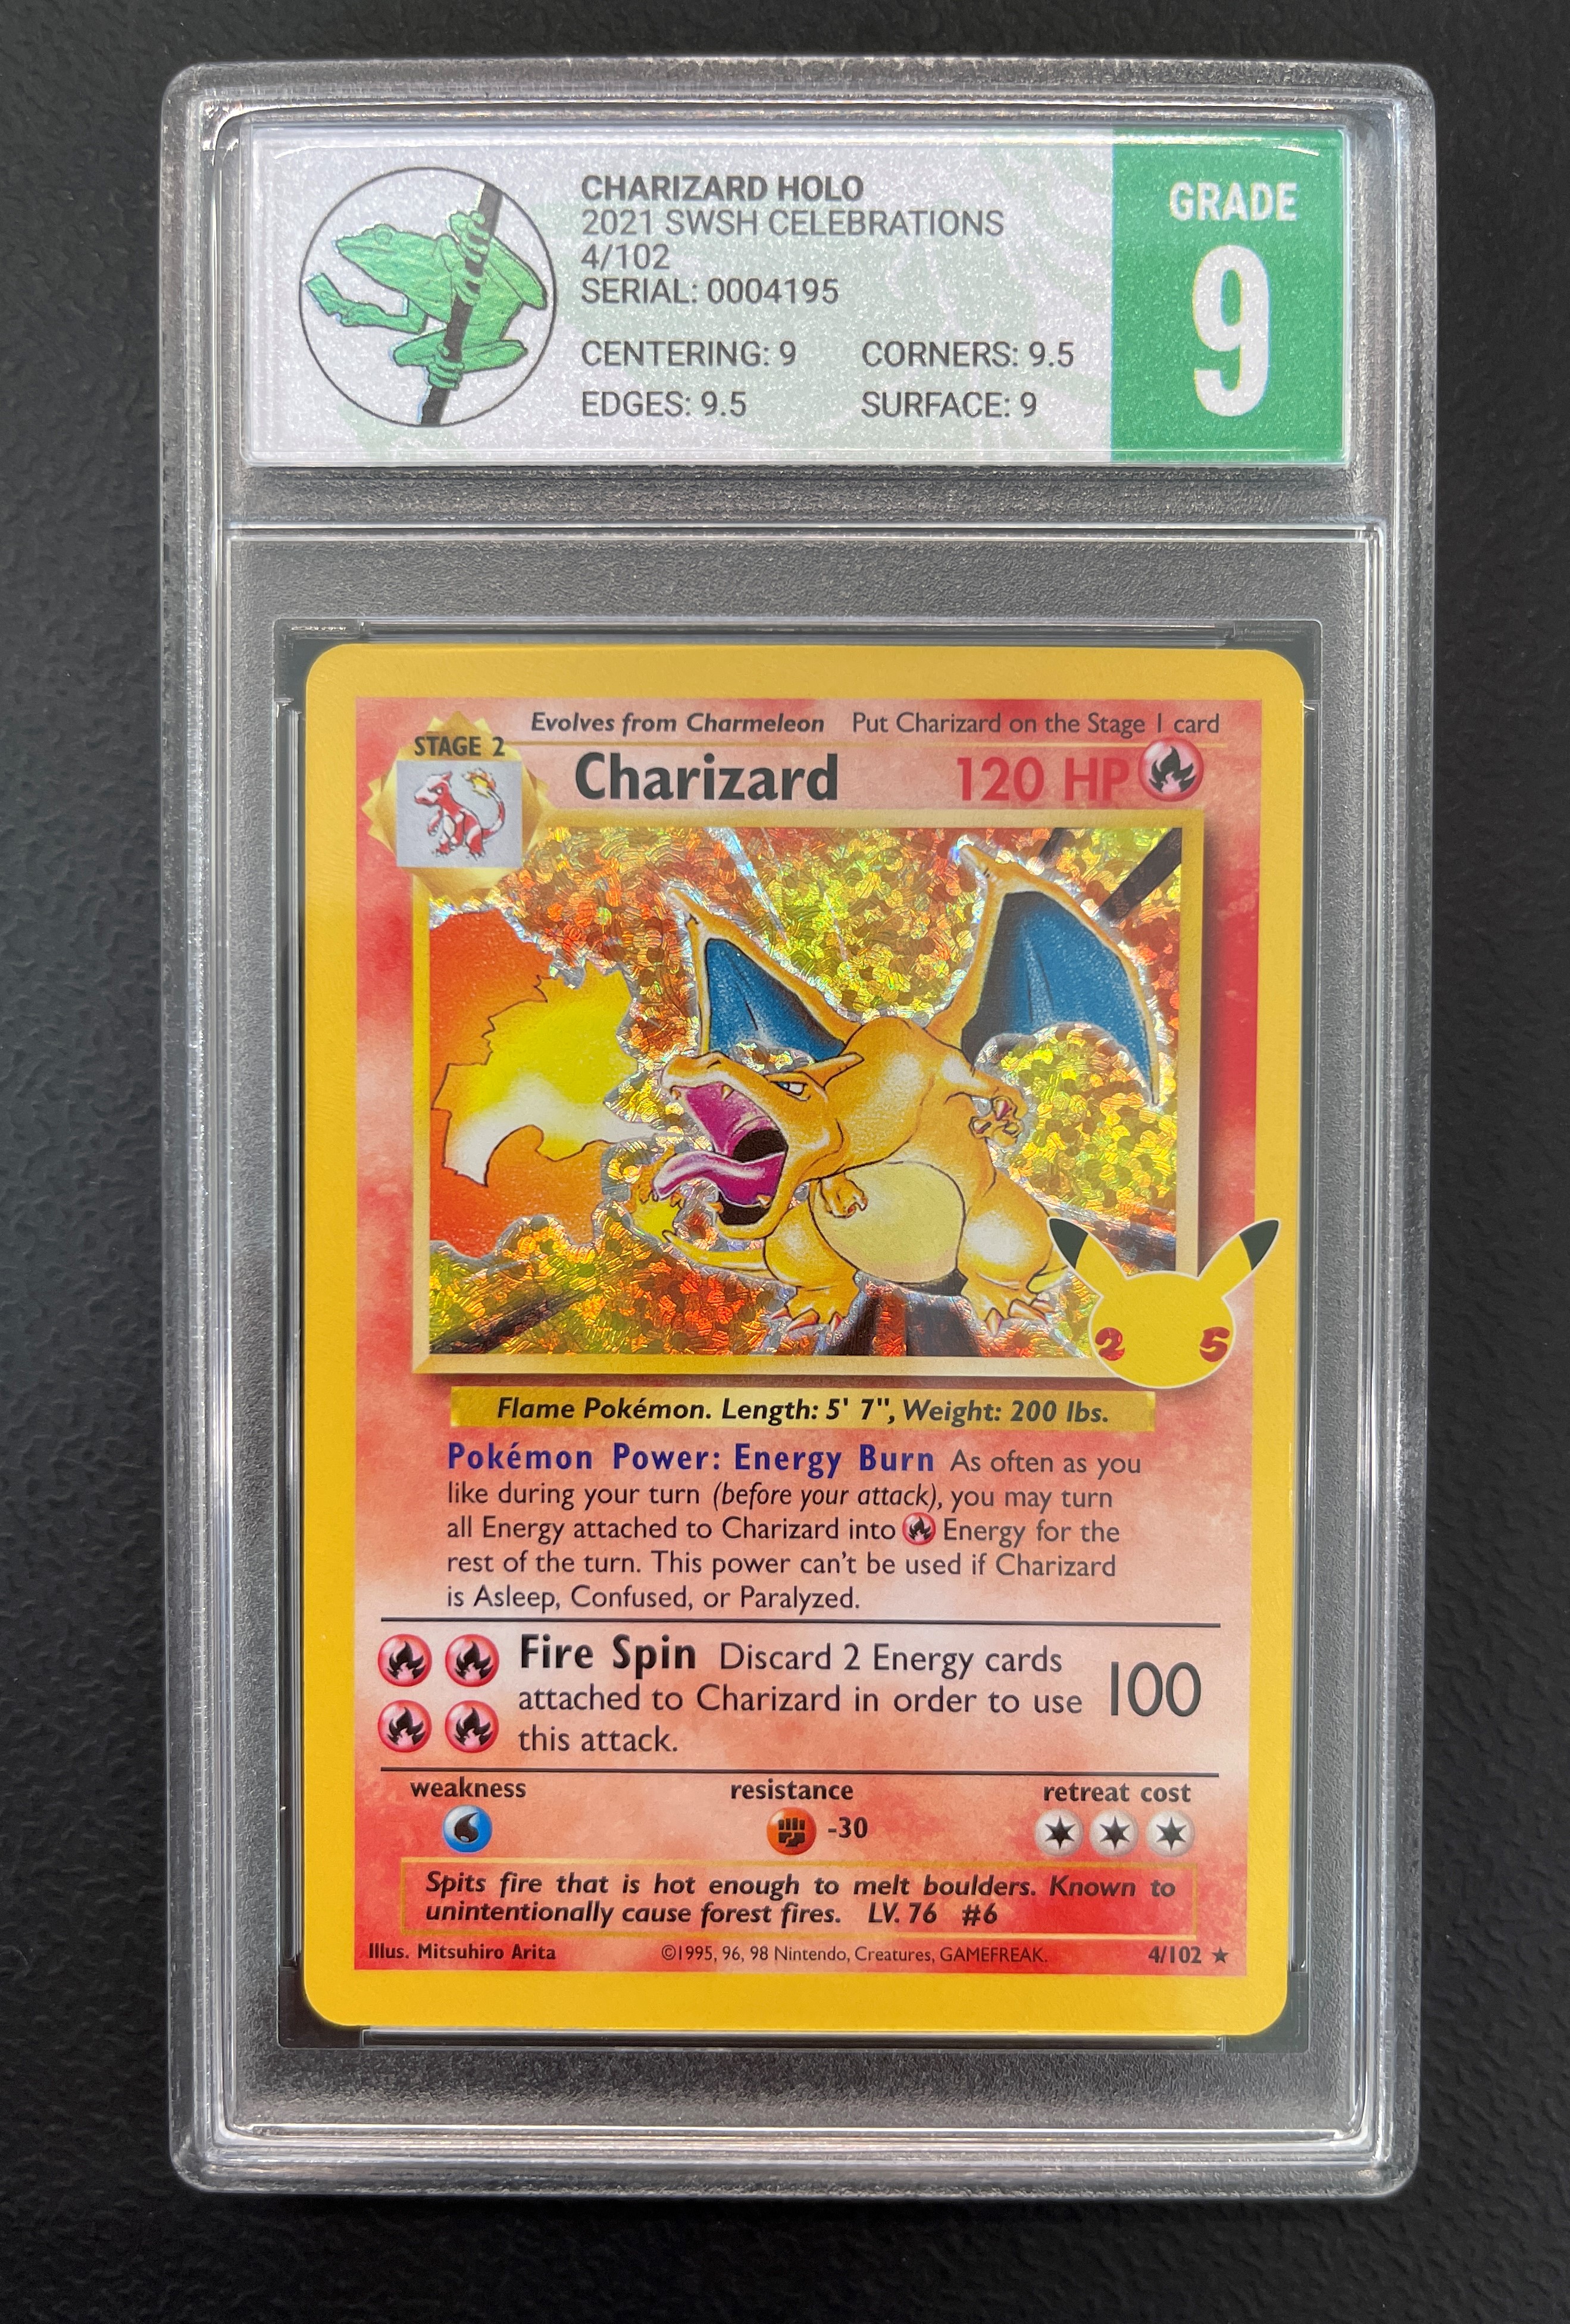 CHARIZARD HOLO
2021 SWSH CELEBRATIONS
4/102
SERIAL: 0004195
CENTERING: 9 CORNERS: 9.5
EDGES: 9.5 SURFACE: 9
GRADE
9
Evolves from Charmeleon Put Charizard on the Stage 1 card
STAGE 2
Charizard 120 HP
2 5
Flame Pokémon. Length: 5' 7", Weight: 200 lbs.
Pokémon Power: Energy Burn As often as you
like during your turn (before your attack), you may turn
all Energy attached to Charizard into Energy for the
rest of the turn. This power can't be used if Charizard
is Asleep, Confused, or Paralyzed.
Fire Spin Discard 2 Energy cards
attached to Charizard in order to use 100
this attack.
weakness resistance retreat cost
-30
Spits fire that is hot enough to melt boulders. Known to
unintentionally cause forest fires. LV. 76 #6
Illus. Mitsuhiro Arita ©1995, 96, 98 Nintendo, Creatures, GAMEFREAK. 4/102 ★